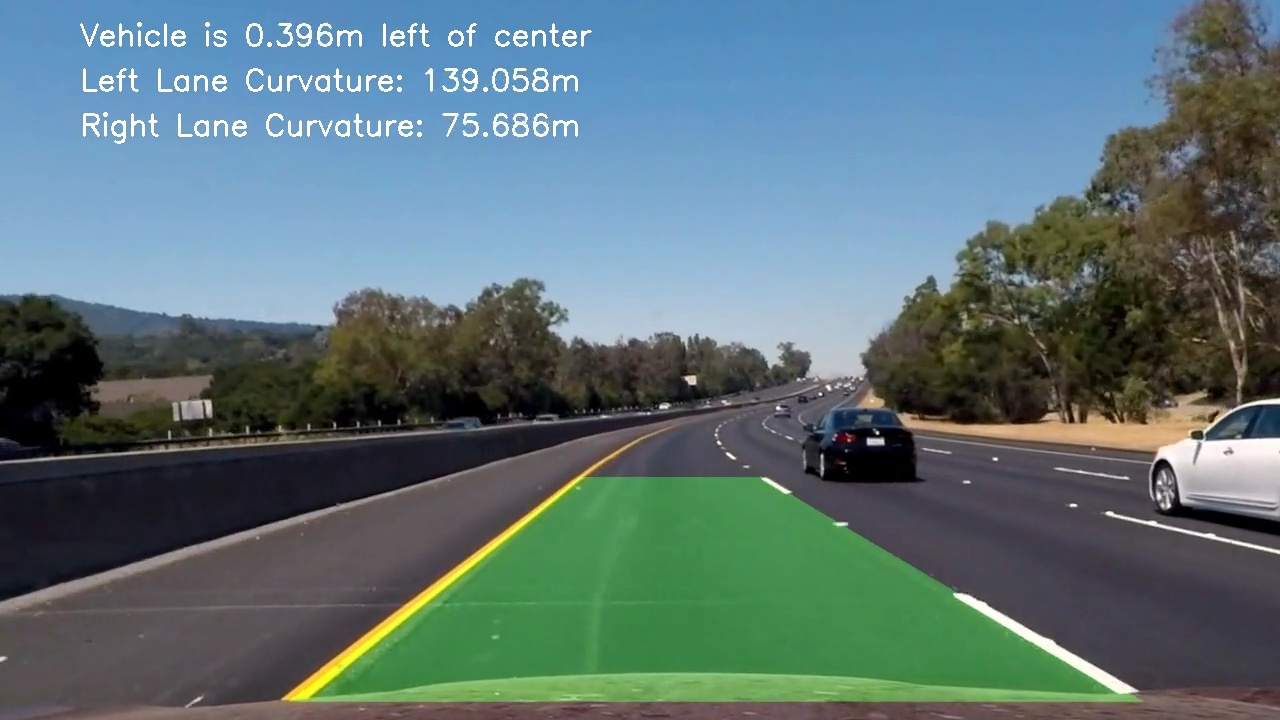 Vehicle is 0.396m left of center
Left Lane Curvature: 139.058m
Right Lane Curvature: 75.686m